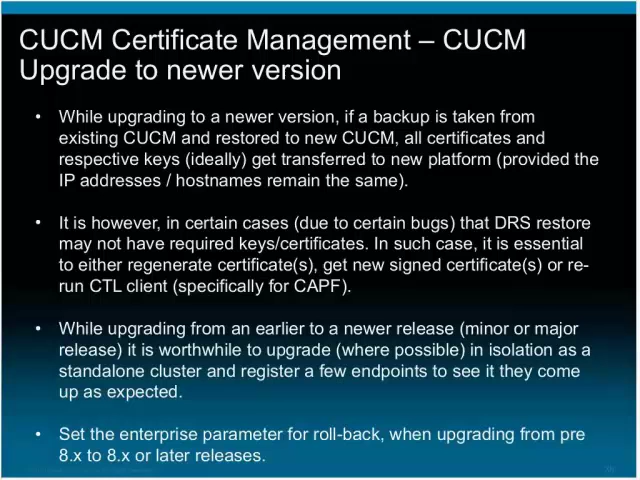 CUCM Certificate Management – CUCM
Upgrade to newer version
• While upgrading to a newer version, if a backup is taken from
existing CUCM and restored to new CUCM, all certificates and
respective keys (ideally) get transferred to new platform (provided the
IP addresses / hostnames remain the same).
• It is however, in certain cases (due to certain bugs) that DRS restore
may not have required keys/certificates. In such case, it is essential
to either regenerate certificate(s), get new signed certificate(s) or re-
run CTL client (specifically for CAPF).
• While upgrading from an earlier to a newer release (minor or major
release) it is worthwhile to upgrade (where possible) in isolation as a
standalone cluster and register a few endpoints to see it they come
up as expected.
• Set the enterprise parameter for roll-back, when upgrading from pre
8.x to 8.x or later releases.